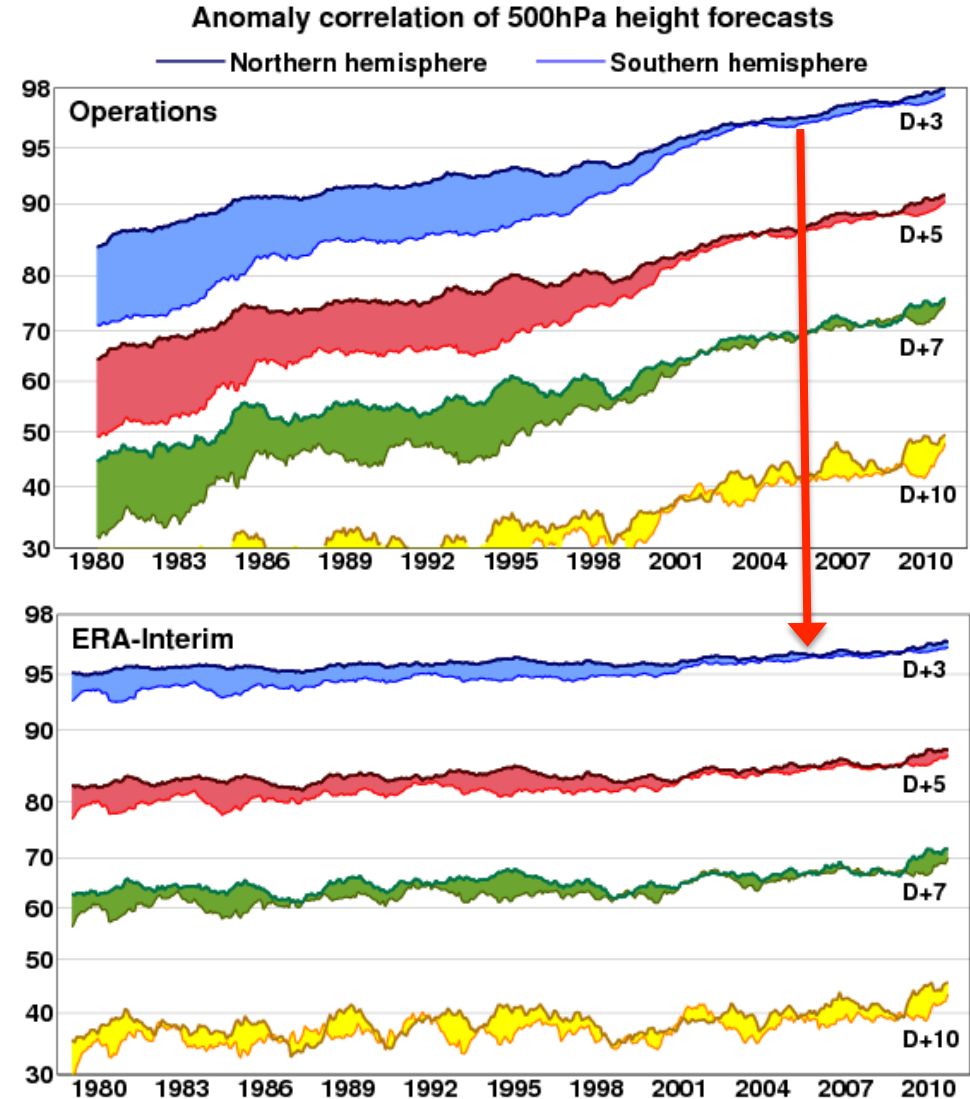 Anomaly correlation of 500hPa height forecasts
Northern hemisphere Southern hemisphere
98
Operations
D+3
95
90
D+5
80
70
D+7
60
50
40
D+10
30
1980 1983 1986 1989 1992 1995 1998 2001 2004 2007 2010
98
ERA-Interim
D+3
95
90
D+5
80
70
D+7
60
50
40
D+10
30
1980 1983 1986 1989 1992 1995 1998 2001 2004 2007 2010